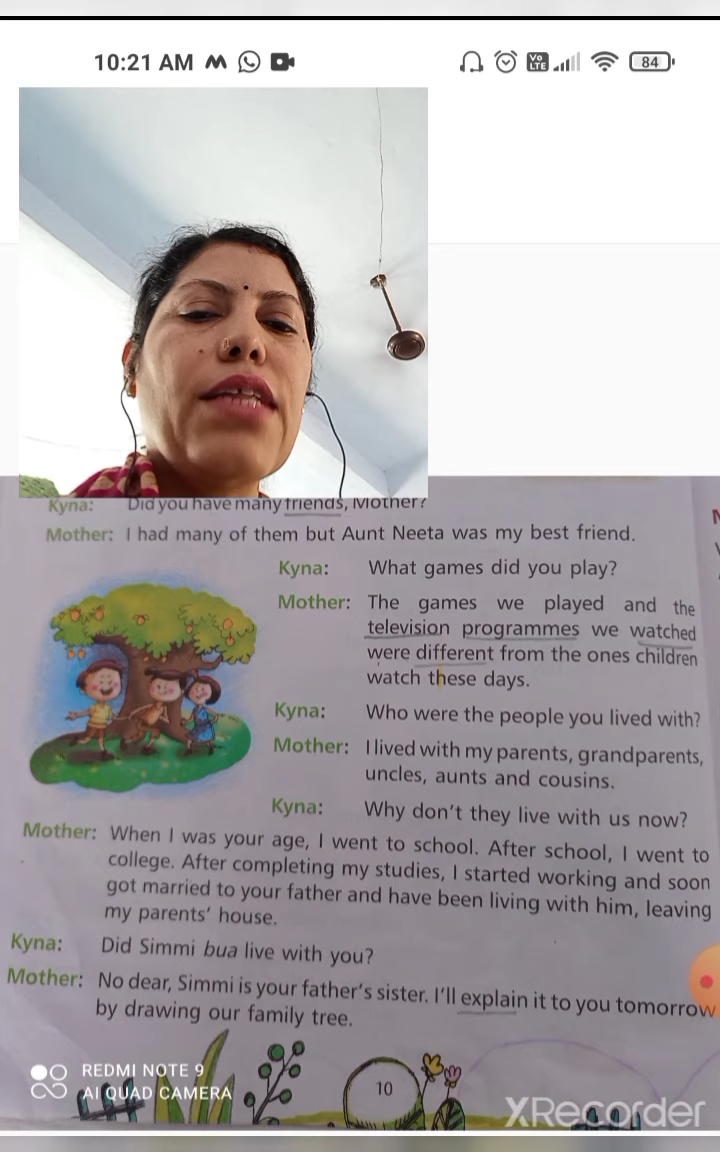 10:21 AM
Vo LTE
84
Kyna: Did you have many friends, Mother?
Mother: I had many of them but Aunt Neeta was my best friend.
Kyna: What games did you play?
Mother: The games we played and the
television programmes we watched
were different from the ones children
watch these days.
Kyna: Who were the people you lived with?
Mother: I lived with my parents, grandparents,
uncles, aunts and cousins.
Kyna: Why don't they live with us now?
Mother: When I was your age, I went to school. After school, I went to
college. After completing my studies, I started working and soon
got married to your father and have been living with him, leaving
my parents' house.
Kyna: Did Simmi bua live with you?
Mother: No dear, Simmi is your father's sister. I'll explain it to you tomorrow
by drawing our family tree.
REDMI NOTE 9
AI QUAD CAMERA
10
XRecorder